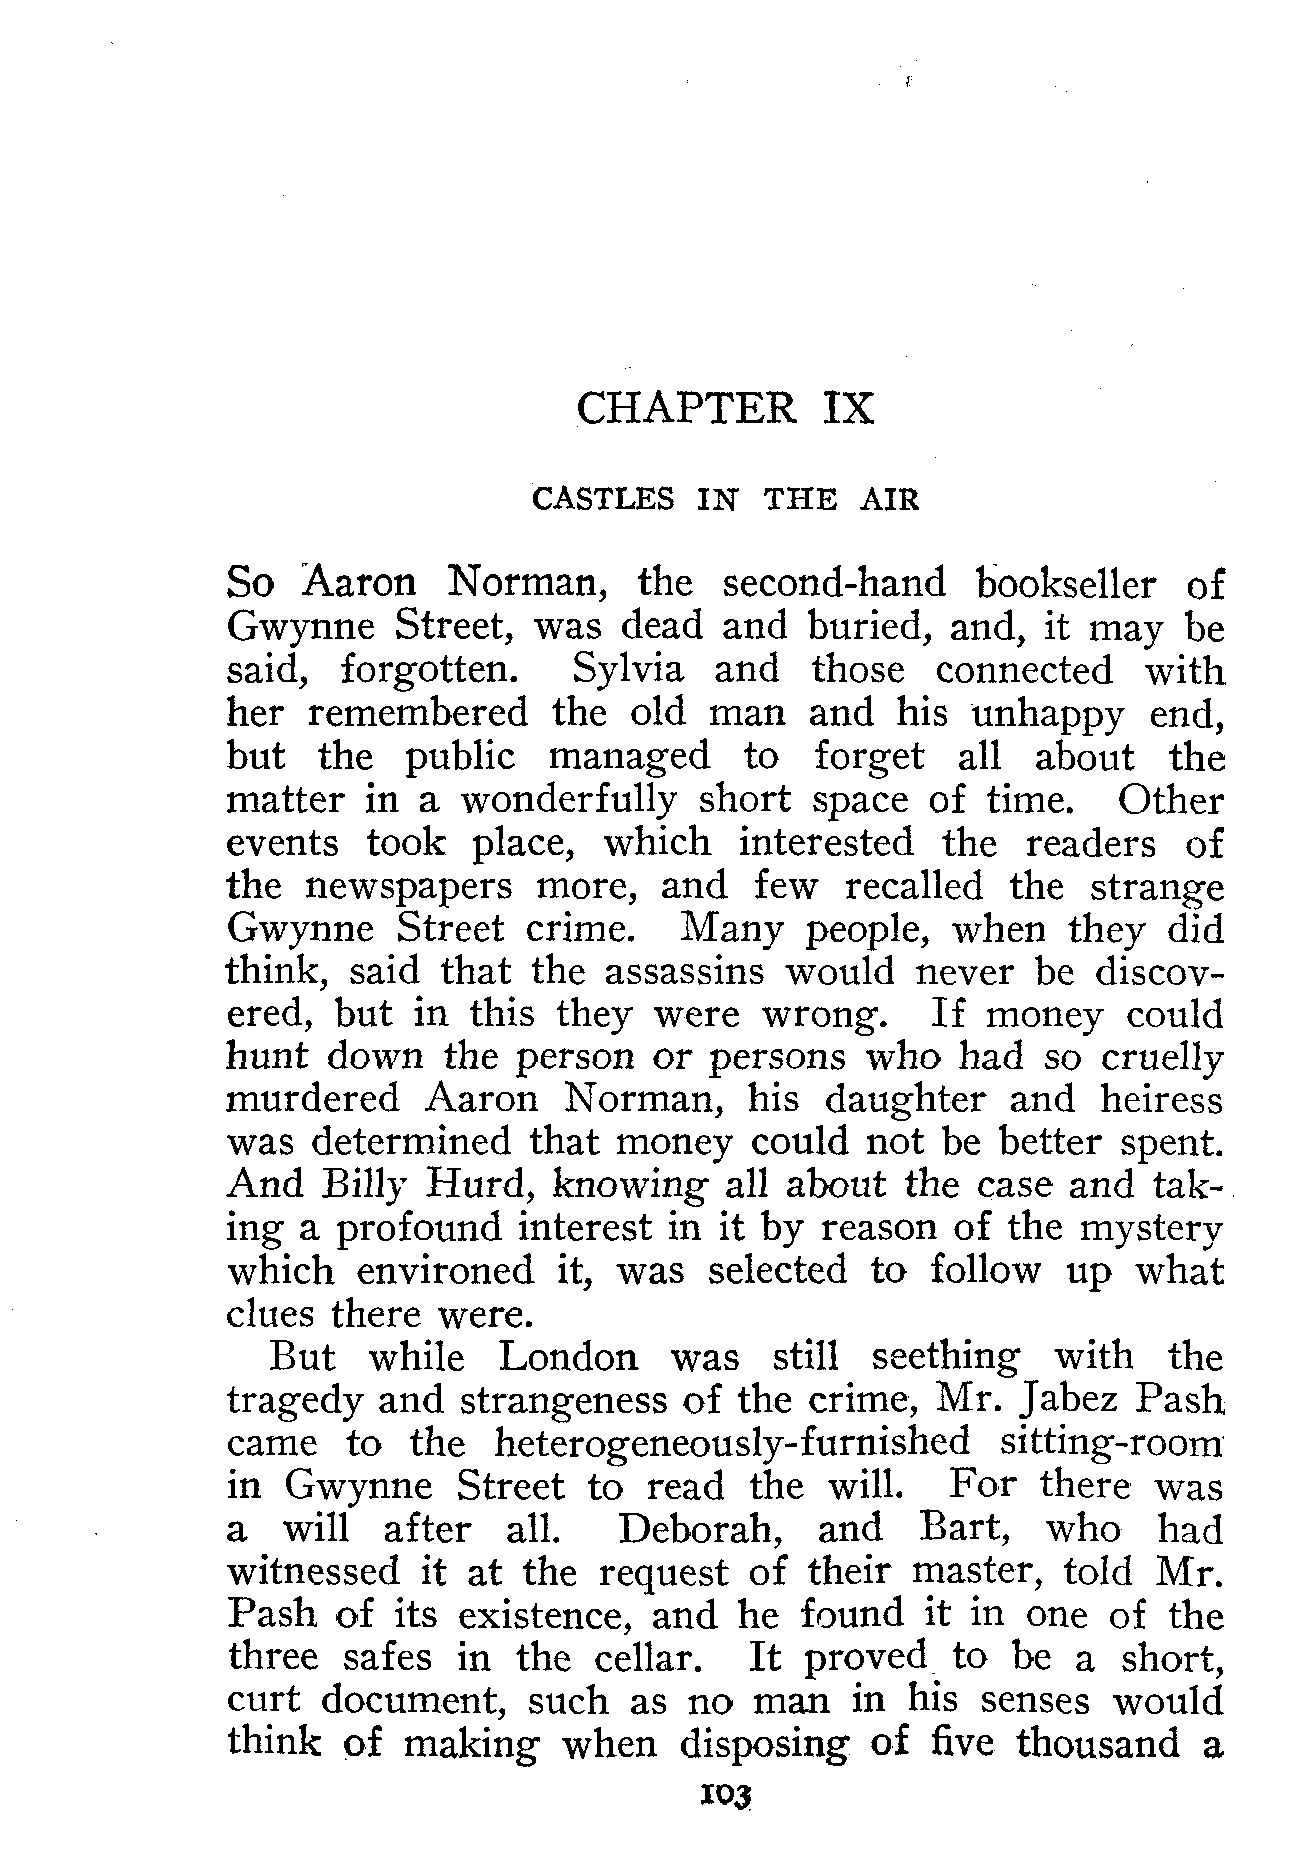 CHAPTER IX
CASTLES IN THE AIR
So Aaron Norman, the second-hand bookseller of
Gwynne Street, was dead and buried, and, it may be
said, forgotten. Sylvia and those connected with
her remembered the old man and his unhappy end,
but the public managed to forget all about the
matter in a wonderfully short space of time. Other
events took place, which interested the readers of
the newspapers more, and few recalled the strange
Gwynne Street crime. Many people, when they did
think, said that the assassins would never be discov-
ered, but in this they were wrong. If money could
hunt down the person or persons who had so cruelly
murdered Aaron Norman, his daughter and heiress
was determined that money could not be better spent.
And Billy Hurd, knowing all about the case and tak-
ing a profound interest in it by reason of the mystery
which environed it, was selected to follow up what
clues there were.
But while London was still seething with the
tragedy and strangeness of the crime, Mr. Jabez Pash
came to the heterogeneously-furnished sitting-room
in Gwynne Street to read the will. For there was
a will after all. Deborah, and Bart, who had
witnessed it at the request of their master, told Mr.
Pash of its existence, and he found it in one of the
three safes in the cellar. It proved to be a short,
curt document, such as no man in his senses would
think of making when disposing of five thousand a
103